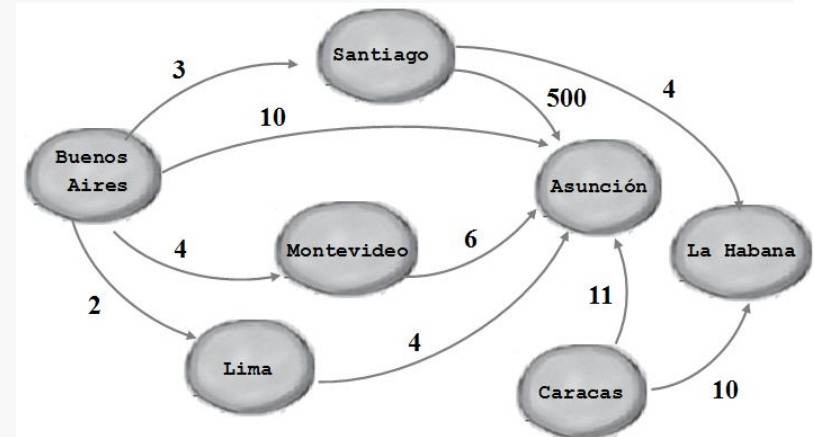 Santiago
3
500
4
10
Buenos
Aires
Asunción
Montevideo
6
La Habana
4
2
11
4
Lima
Caracas
10